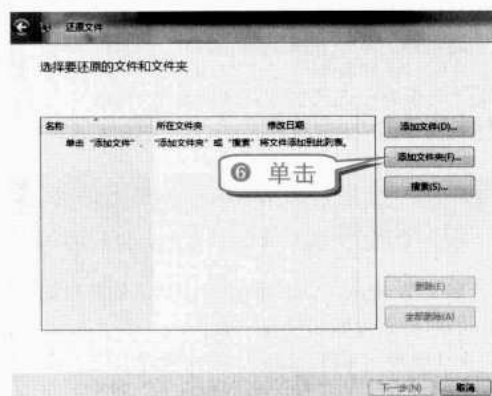 还原文件
选择要还原的文件和文件夹
名称 所在文件夹 修改日期
单击“添加文件”、“添加文件夹”或“搜索”将文件添加到此列表。
添加文件(D)...
添加文件夹(F)...
❻ 单击
搜索(S)...
删除(E)
全部删除(A)
下一步(N) 取消